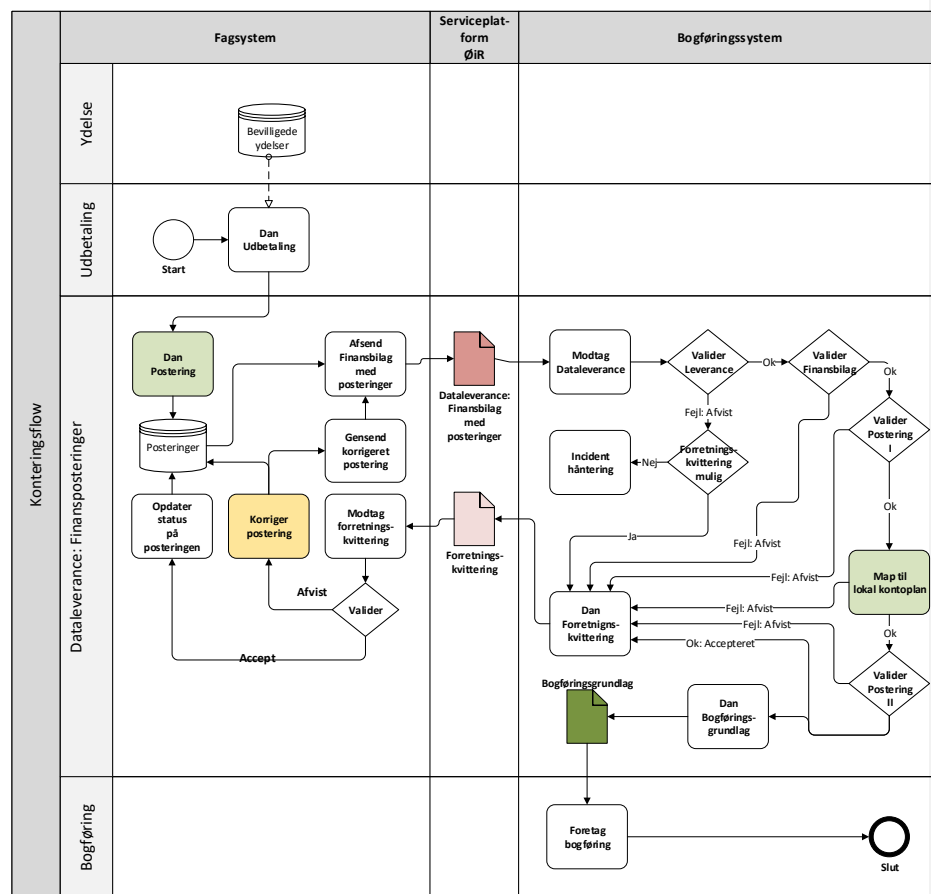 Konteringsflow
Fagsystem
Serviceplat-
form
ØiR
Bogføringssystem
Ydelse
Bevilligede
ydelser
Udbetaling
Start
Dan
Udbetaling
Dataleverance: Finansposteringer
Dan
Postering
Afsend
Finansbilag
med
posteringer
Dataleverance:
Finansbilag
med
posteringer
Modtag
Dataleverance
Valider
Leverance
Ok
Valider
Finansbilag
Ok
Valider
Postering
I
Fejl: Afvist
Posteringer
Gensend
korrigeret
postering
Incident
håntering
Nej
Forretnings-
kvittering
mulig
Ok
Opdater
status
på
posteringen
Korriger
postering
Modtag
forretnings-
kvittering
Forretnings-
kvittering
Ja
Fejl: Afvist
Fejl: Afvist
Map til
lokal kontoplan
Afvist
Valider
Accept
Dan
Forretnigns-
kvittering
Fejl: Afvist
Fejl: Afvist
Ok: Accepteret
Ok
Valider
Postering
II
Bogføringsgrundlag
Dan
Bogførings-
grundlag
Bogføring
Foretag
bogføring
Slut